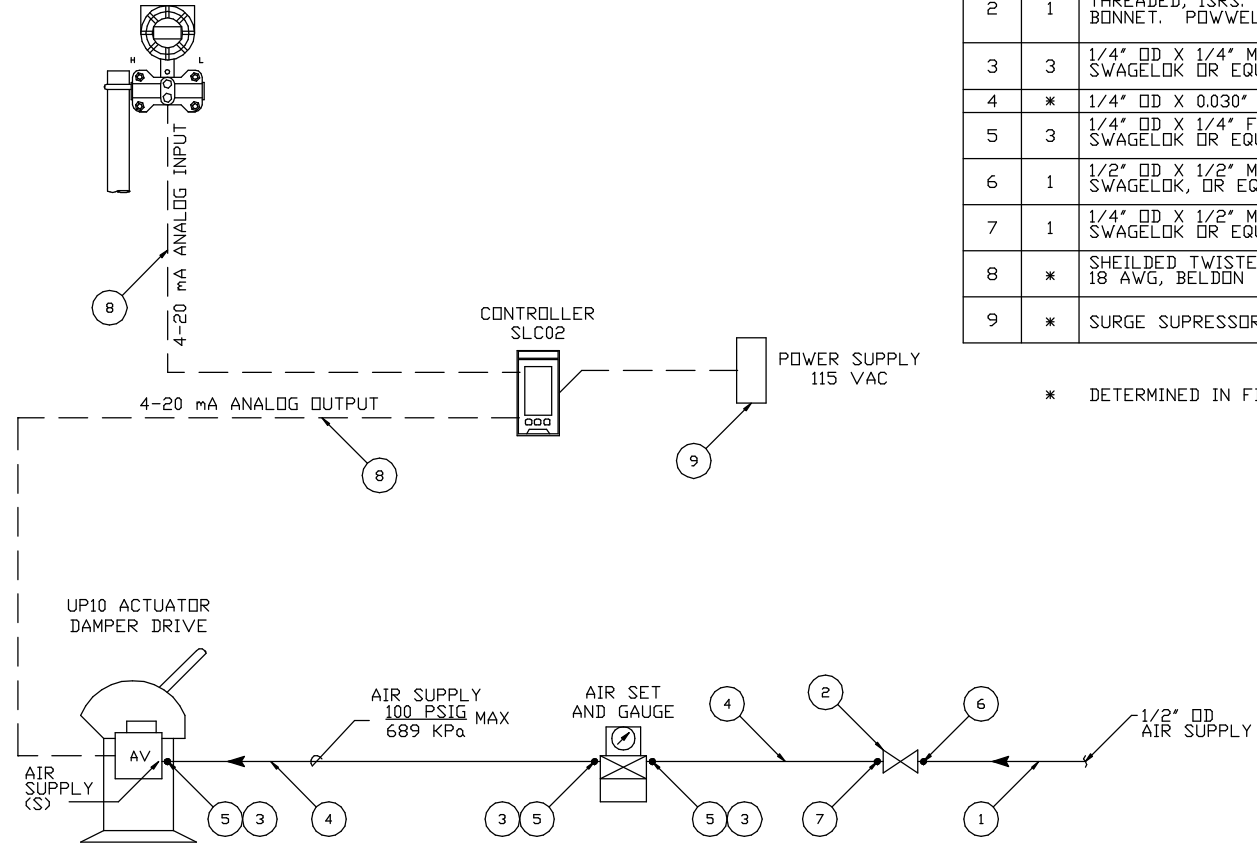 H L
4-20 mA ANALOG INPUT
8
CONTROLLER
SLC02
POWER SUPPLY
115 VAC
4-20 mA ANALOG OUTPUT
8
9
UP10 ACTUATOR
DAMPER DRIVE
AV
AIR
SUPPLY
(S)
AIR SUPPLY
100 PSIG MAX
689 KPa
AIR SET
AND GAUGE
4
2
6
1/2" OD
AIR SUPPLY
5 3
4
3 5
5 3
7
1
2 1 THREADED,
BONNET. POWWEL
3 3 1/4" OD X 1/4" M
SWAGELOK OR EQU
4 * 1/4" OD X 0.030"
5 3 1/4" OD X 1/4" F
SWAGELOK OR EQU
6 1 1/2" OD X 1/2" M
SWAGELOK, OR EQ
7 1 1/4" OD X 1/2" M
SWAGELOK OR EQU
8 * SHEILDED TWISTE
18 AWG, BELDON
9 * SURGE SUPRESSOR
* DETERMINED IN FI